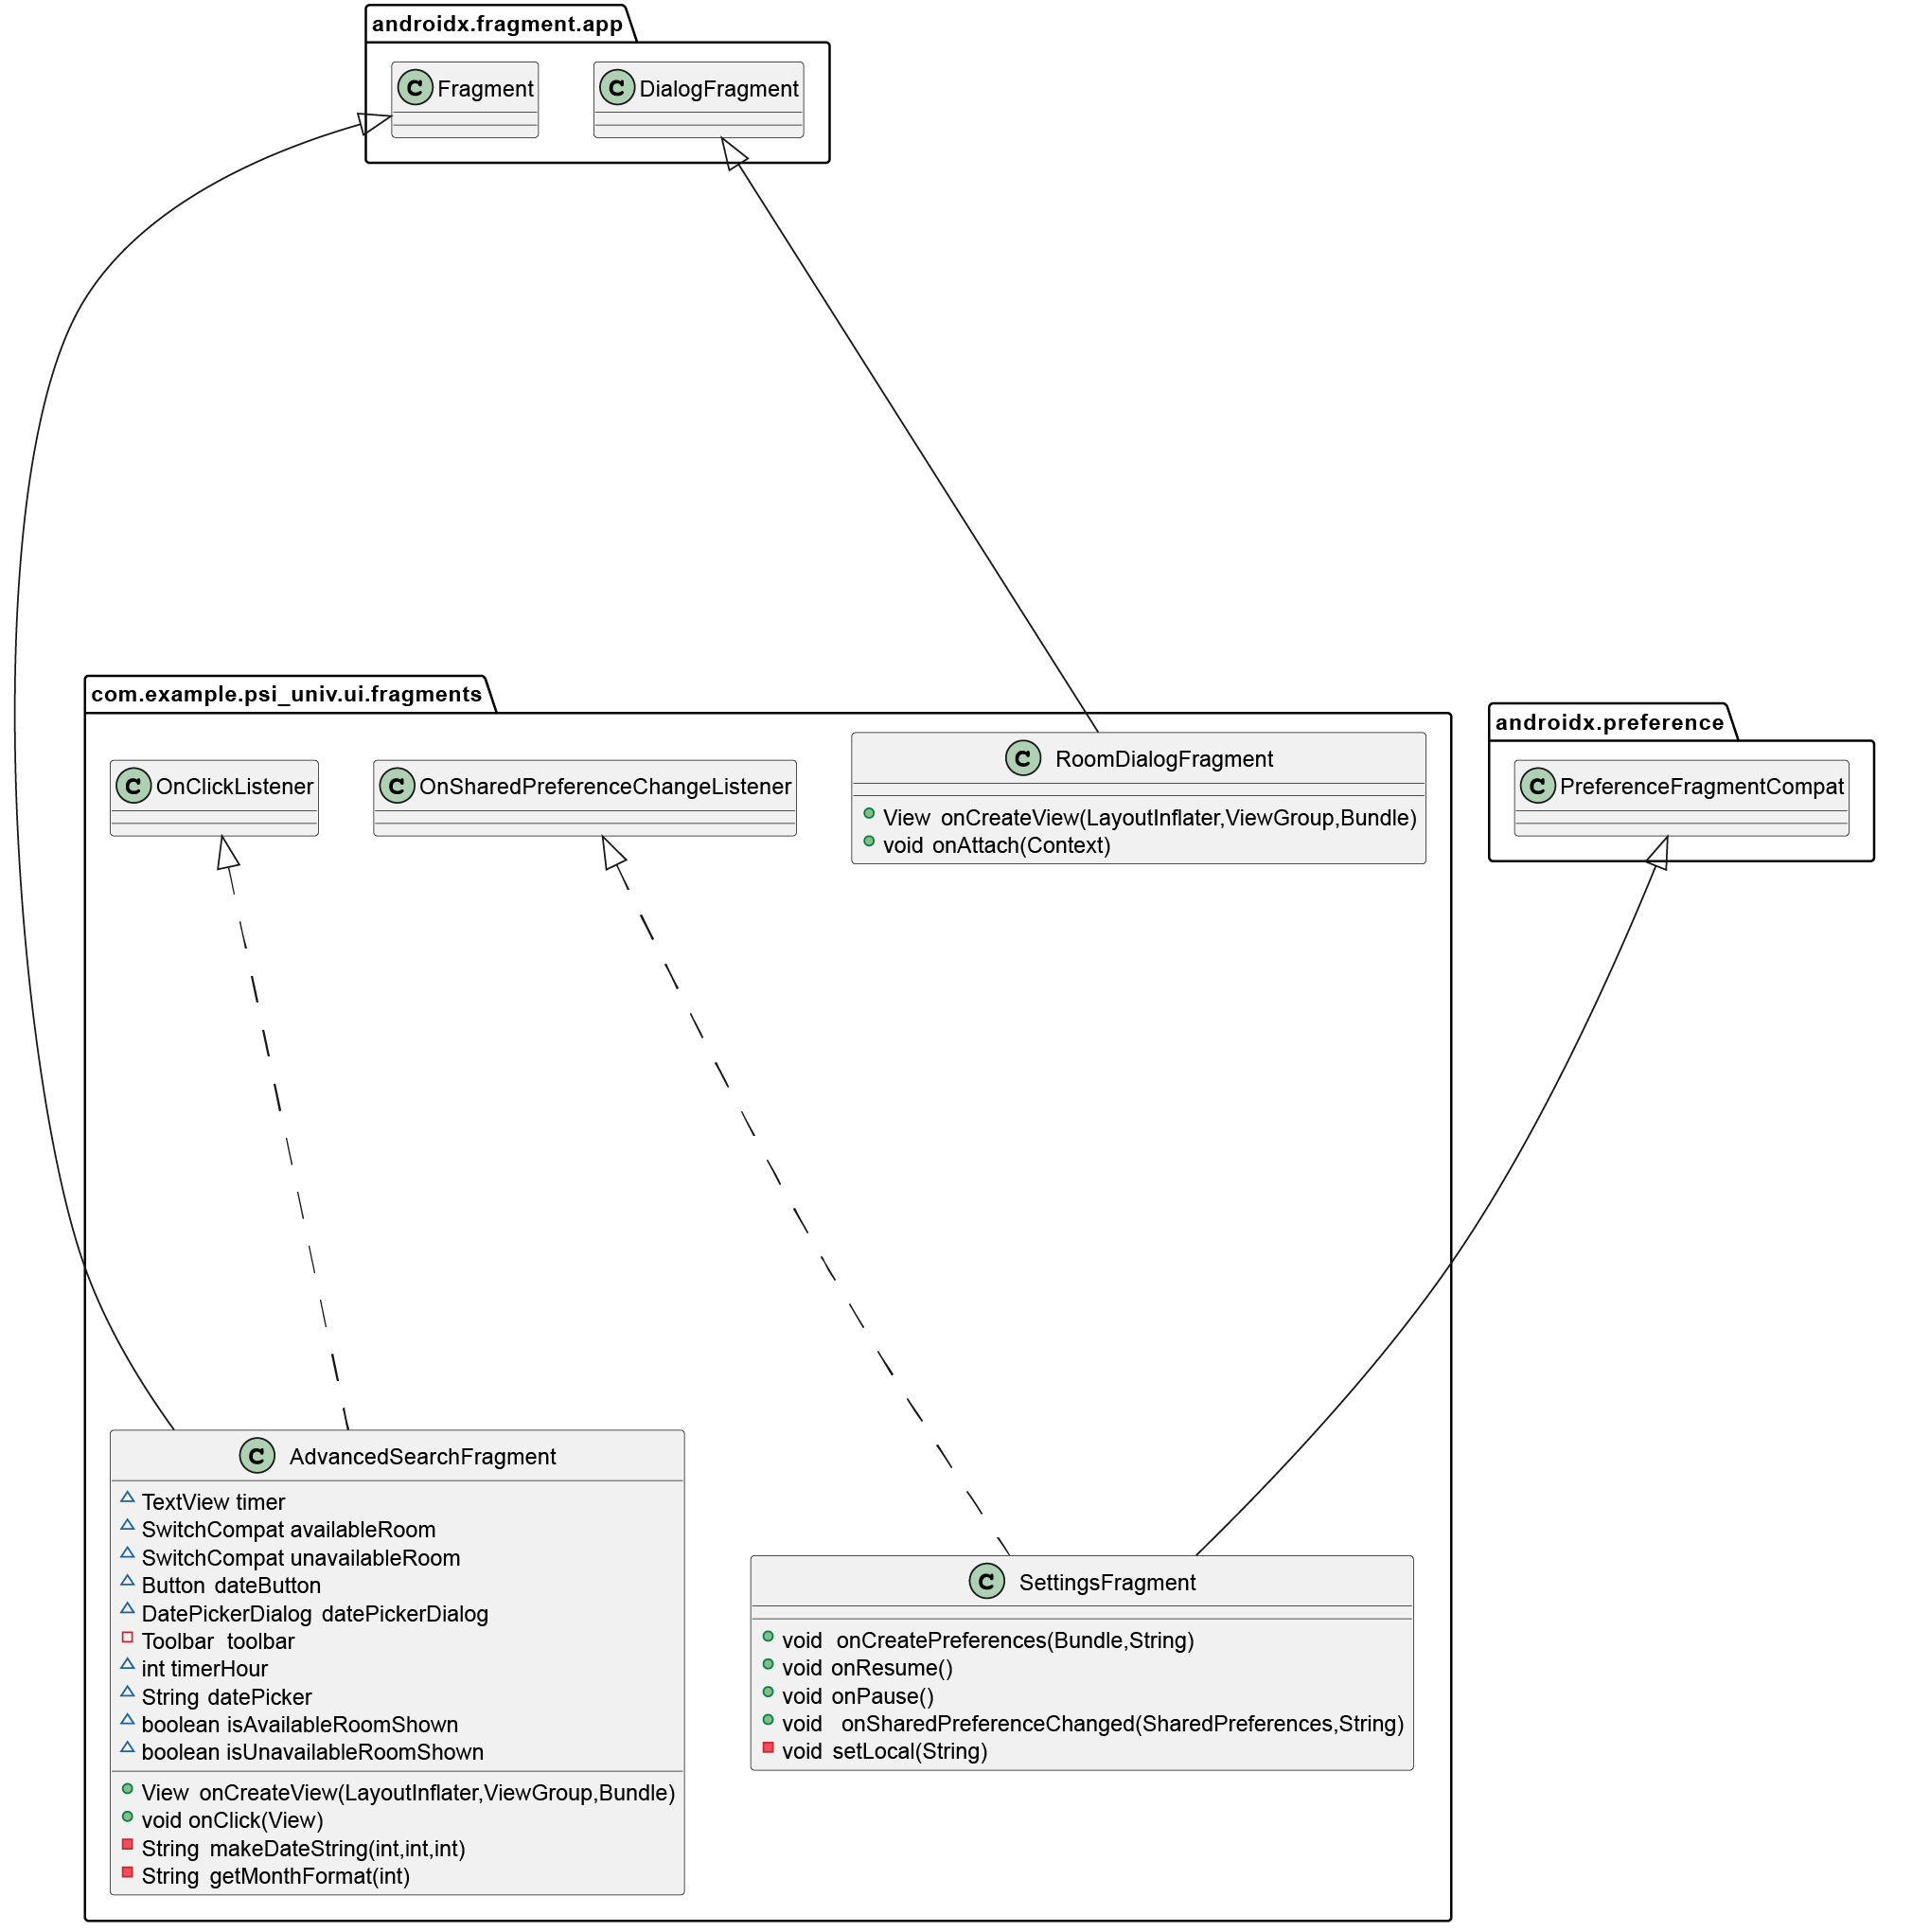 androidx.fragment.app
C Fragment
C DialogFragment
com.example.psi_univ.ui.fragments
C OnClickListener
C OnSharedPreferenceChangeListener
C RoomDialogFragment
View onCreateView(LayoutInflater,ViewGroup,Bundle)
void onAttach(Context)
androidx.preference
C PreferenceFragmentCompat
C AdvancedSearchFragment
TextView timer
SwitchCompat availableRoom
SwitchCompat unavailableRoom
Button dateButton
DatePickerDialog datePickerDialog
Toolbar toolbar
int timerHour
String datePicker
boolean isAvailableRoomShown
boolean isUnavailableRoomShown
View onCreateView(LayoutInflater,ViewGroup,Bundle)
void onClick(View)
String makeDateString(int,int,int)
String getMonthFormat(int)
C SettingsFragment
void onCreatePreferences(Bundle,String)
void onResume()
void onPause()
void onSharedPreferenceChanged(SharedPreferences,String)
void setLocal(String)